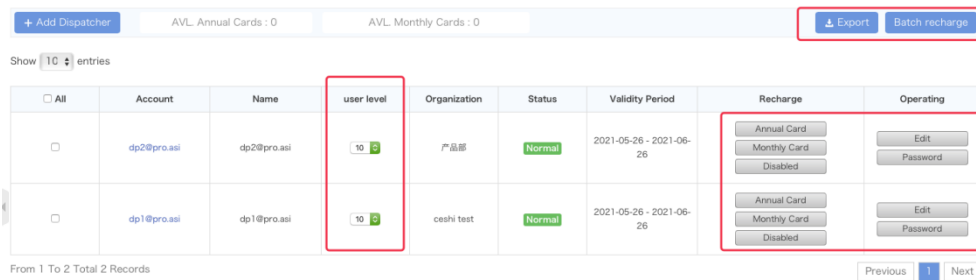 + Add Dispatcher AVL. Annual Cards : 0 AVL. Monthly Cards : 0 Export Batch recharge
Show 10 entries
All Account Name user level Organization Status Validity Period Recharge Operating
dp2@pro.asi dp2@pro.asi 10 产品部 Normal 2021-05-26 - 2021-06-
26
Annual Card
Monthly Card
Disabled
Edit
Password
dp1@pro.asi dp1@pro.asi 10 ceshi test Normal 2021-05-26 - 2021-06-
26
Annual Card
Monthly Card
Disabled
Edit
Password
From 1 To 2 Total 2 Records
Previous 1 Next